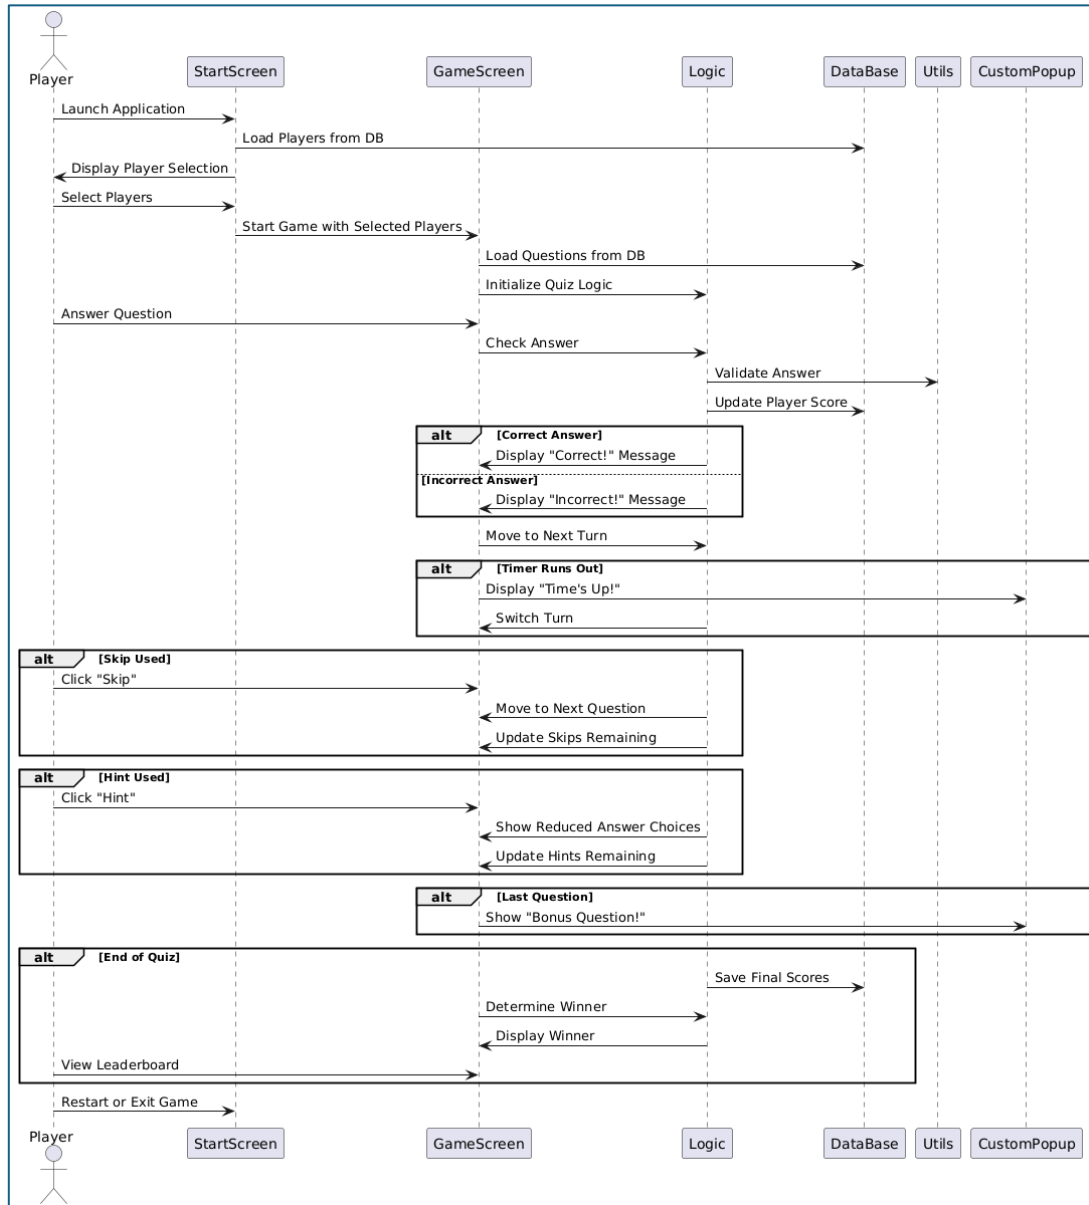 Player
StartScreen
GameScreen
Logic
DataBase
Utils
CustomPopup
Launch Application
Load Players from DB
Display Player Selection
Select Players
Start Game with Selected Players
Load Questions from DB
Initialize Quiz Logic
Answer Question
Check Answer
Validate Answer
Update Player Score
alt [Correct Answer]
Display "Correct!" Message
[Incorrect Answer]
Display "Incorrect!" Message
Move to Next Turn
alt [Timer Runs Out]
Display "Time's Up!"
Switch Turn
alt [Skip Used]
Click "Skip"
Move to Next Question
Update Skips Remaining
alt [Hint Used]
Click "Hint"
Show Reduced Answer Choices
Update Hints Remaining
alt [Last Question]
Show "Bonus Question!"
alt [End of Quiz]
Save Final Scores
Determine Winner
Display Winner
View Leaderboard
Restart or Exit Game
Player
StartScreen
GameScreen
Logic
DataBase
Utils
CustomPopup